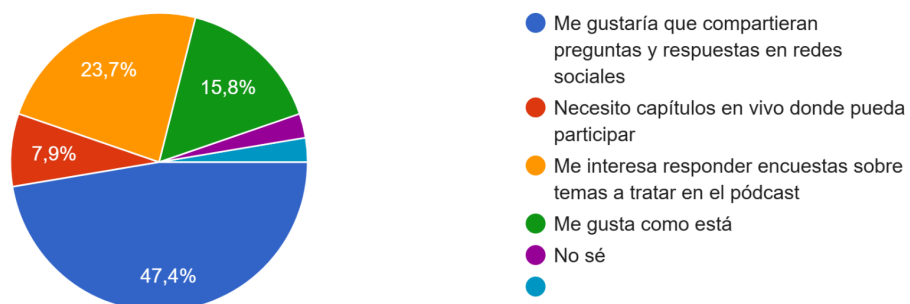 23,7%
15,8%
7,9%
47,4%
Me gustaría que compartieran
preguntas y respuestas en redes
sociales
Necesito capítulos en vivo donde pueda
participar
Me interesa responder encuestas sobre
temas a tratar en el pódcast
Me gusta como está
No sé